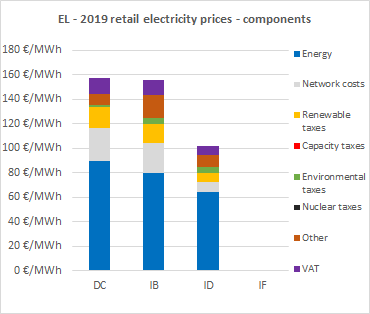 EL - 2019 retail electricity prices - components
180 €/MWh
160 €/MWh
140 €/MWh
120 €/MWh
100 €/MWh
80 €/MWh
60 €/MWh
40 €/MWh
20 €/MWh
0 €/MWh
DC IB ID IF
Energy
Network costs
Renewable
taxes
Capacity taxes
Environmental
taxes
Nuclear taxes
Other
VAT